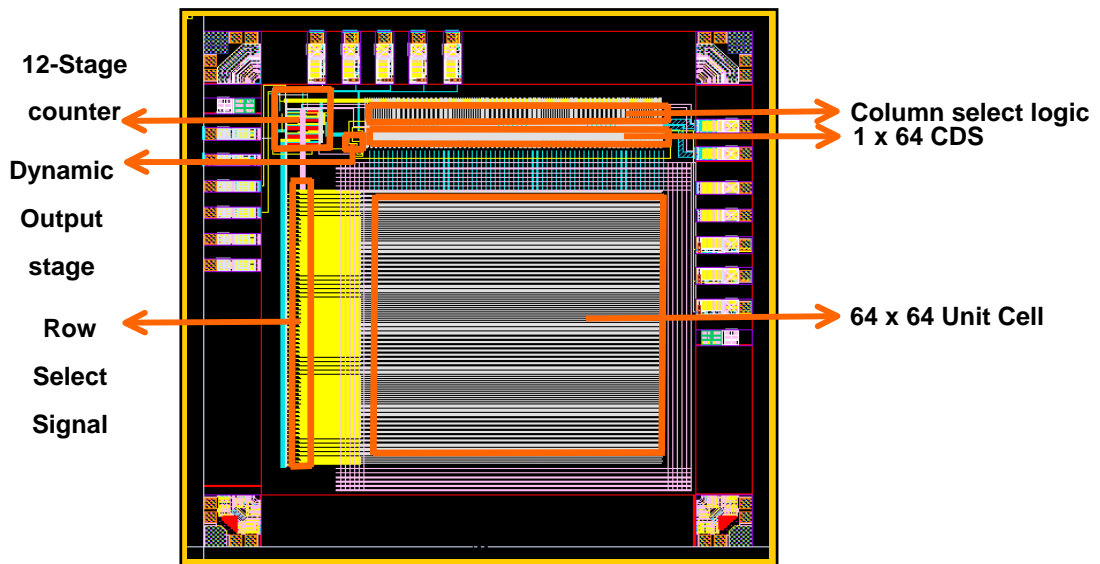 12-Stage
counter
Dynamic
Output
stage
Row
Select
Signal
Column select logic
1 x 64 CDS
64 x 64 Unit Cell